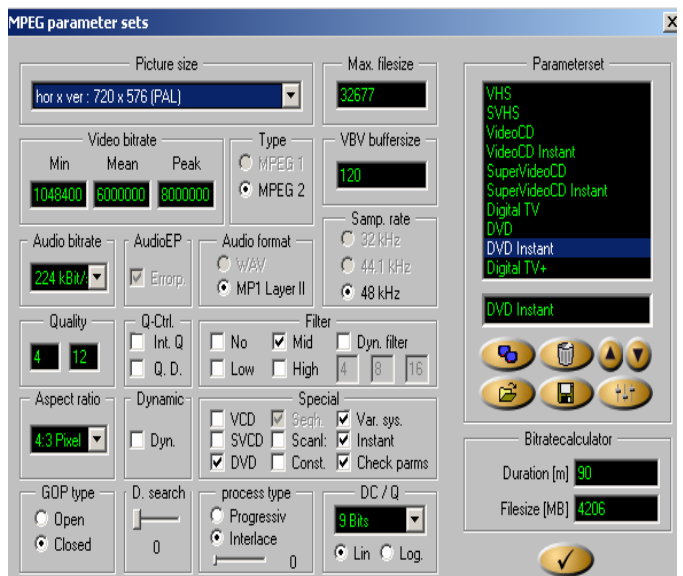 MPEG parameter sets
Picture size
hor x ver : 720 x 576 (PAL)
Max. filesize
32677
Video bitrate
Min Mean Peak
1048400 6000000 8000000
Type
MPEG 1
MPEG 2
VBV buffersize
120
Samp. rate
32 kHz
44.1 kHz
48 kHz
Audio bitrate
224 kBit/
AudioEP
Errorp.
Audio format
WAV
MP1 Layer II
Quality
4 12
Q-Ctrl.
Int. Q
Q. D.
Filter
No Mid Dyn. filter
Low High 4 8 16
Aspect ratio
4:3 Pixel
Dynamic
Dyn.
Special
VCD Seqh. Var. sys.
SVCD Scanl: Instant
DVD Const. Check parms
GOP type
Open
Closed
D. search
0
process type
Progressiv
Interlace
0
DC / Q
9 Bits
Lin Log.
Parameterset
VHS
SVHS
VideoCD
VideoCD Instant
SuperVideoCD
SuperVideoCD Instant
Digital TV
DVD
DVD Instant
Digital TV+
DVD Instant
Bitratecalculator
Duration [m] 90
Filesize [MB] 4206